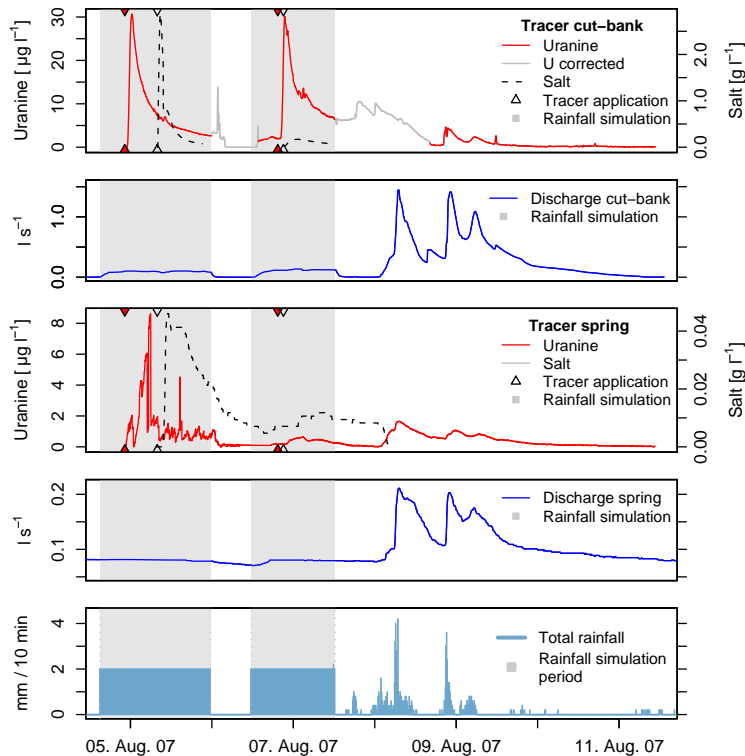 Tracer cut−bank
Uranine
U corrected
Salt
Tracer application
Rainfall simulation
Uranine [ µg l−1]
0
10
20
30
Salt [g l−1]
0.0
1.0
2.0
Discharge cut−bank
Rainfall simulation
l s−1
0.0
1.0
Tracer spring
Uranine
Salt
Tracer application
Rainfall simulation
Uranine [ µg l−1]
0
2
4
6
8
Salt [g l−1]
0.00
0.02
0.04
Discharge spring
Rainfall simulation
l s−1
0.1
0.2
Total rainfall
Rainfall simulation
period
mm / 10 min
0
2
4
05. Aug. 07
07. Aug. 07
09. Aug. 07
11. Aug. 07